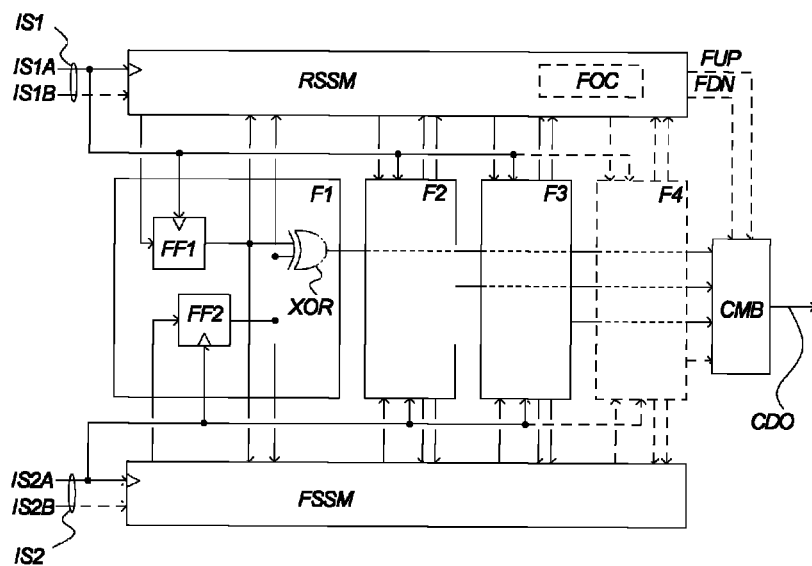 IS1
IS1A
IS1B
RSSM
FOC
FUP
FDN
F1
F2
F3
F4
FF1
XOR
FF2
CMB
CDO
IS2A
IS2B
FSSM
IS2